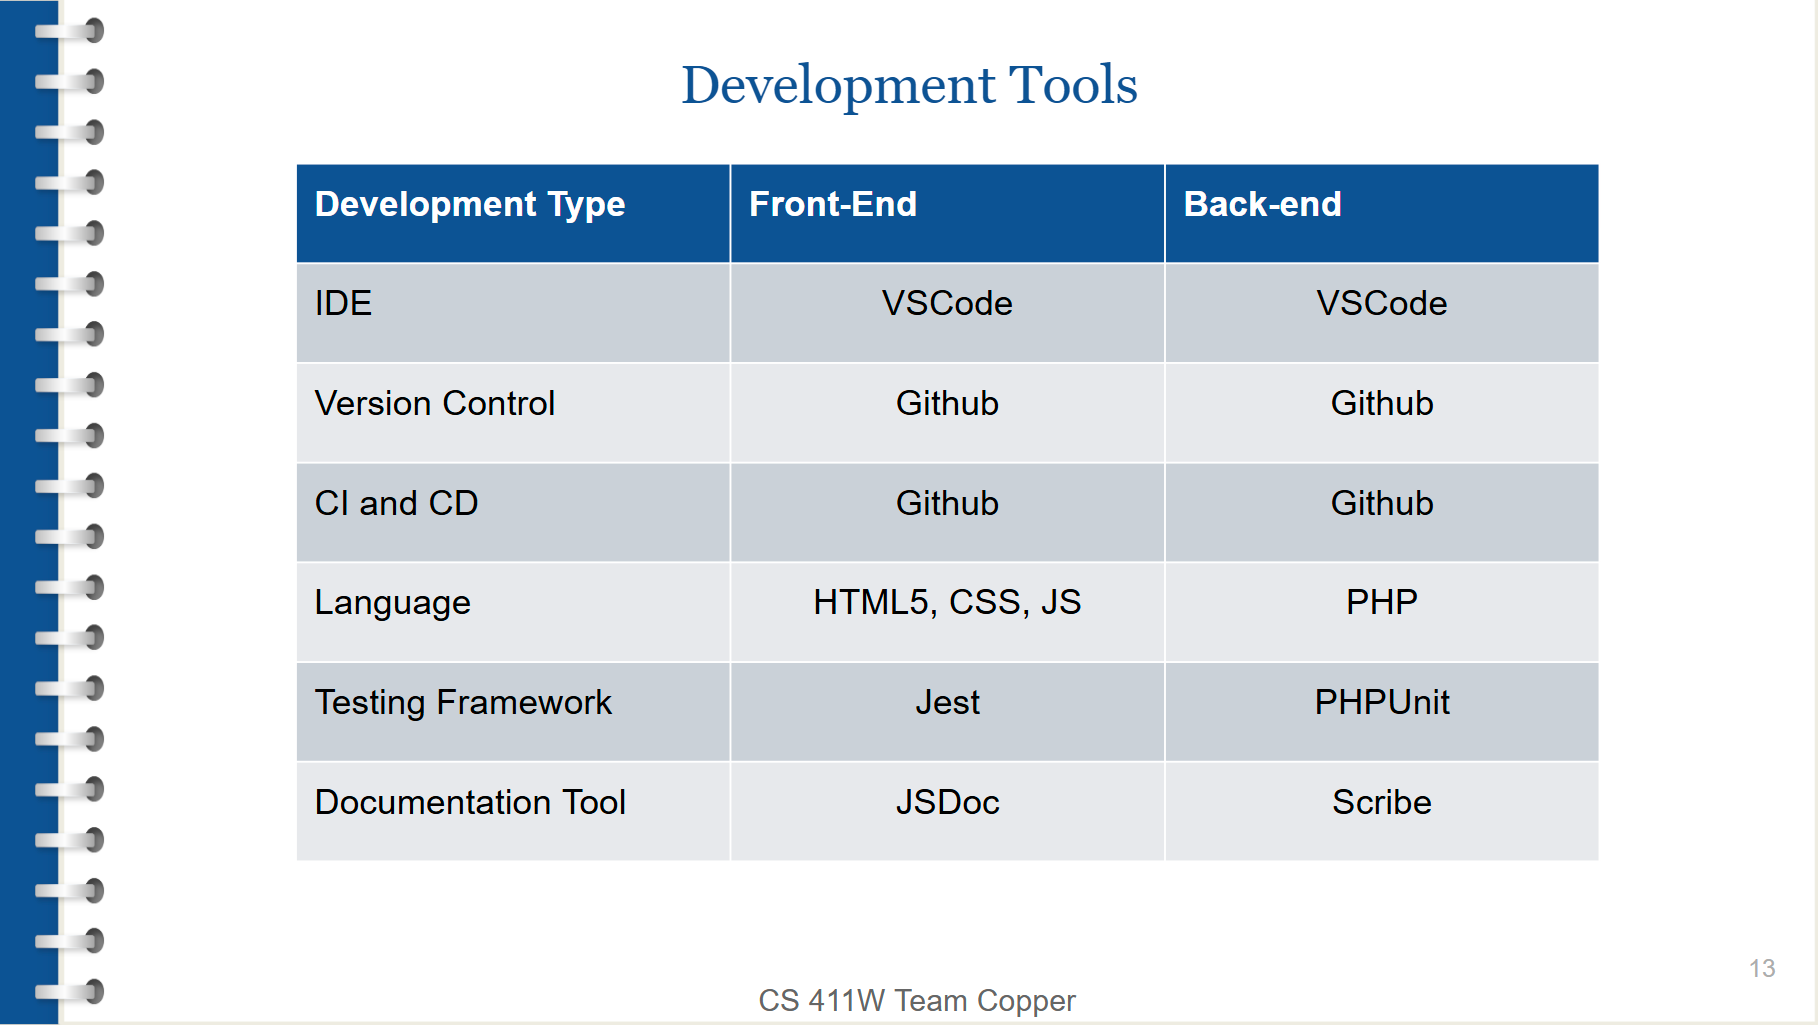 Development Tools
Development Type Front-End Back-end
IDE VSCode VSCode
Version Control Github Github
CI and CD Github Github
Language HTML5, CSS, JS PHP
Testing Framework Jest PHPUnit
Documentation Tool JSDoc Scribe
13
CS 411W Team Copper